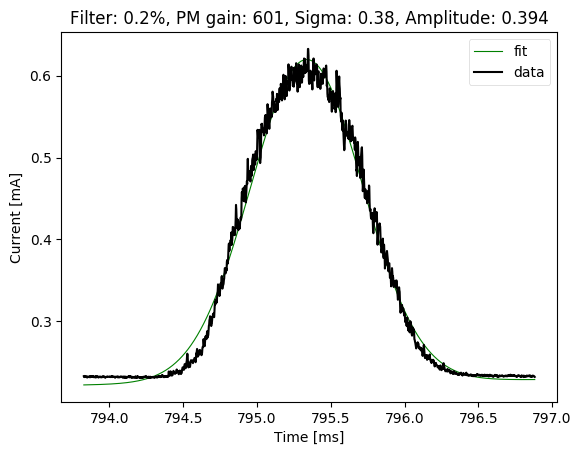 Filter: 0.2%, PM gain: 601, Sigma: 0.38, Amplitude: 0.394
fit
data
0.6
0.5
0.4
0.3
Current [mA]
794.0 794.5 795.0 795.5 796.0 796.5 797.0
Time [ms]